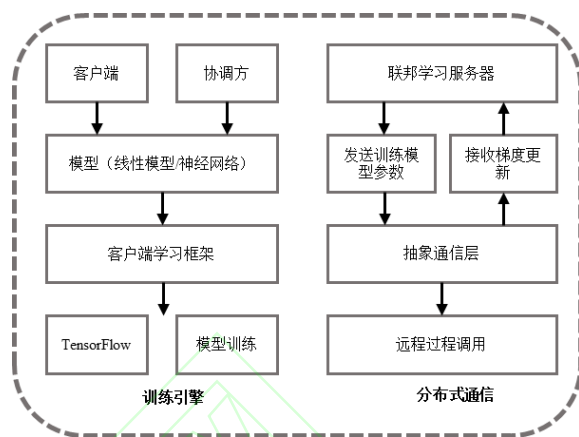 客户端
协调方
模型（线性模型/神经网络）
客户端学习框架
TensorFlow
模型训练
训练引擎
联邦学习服务器
发送训练模
型参数
接收梯度更
新
抽象通信层
远程过程调用
分布式通信